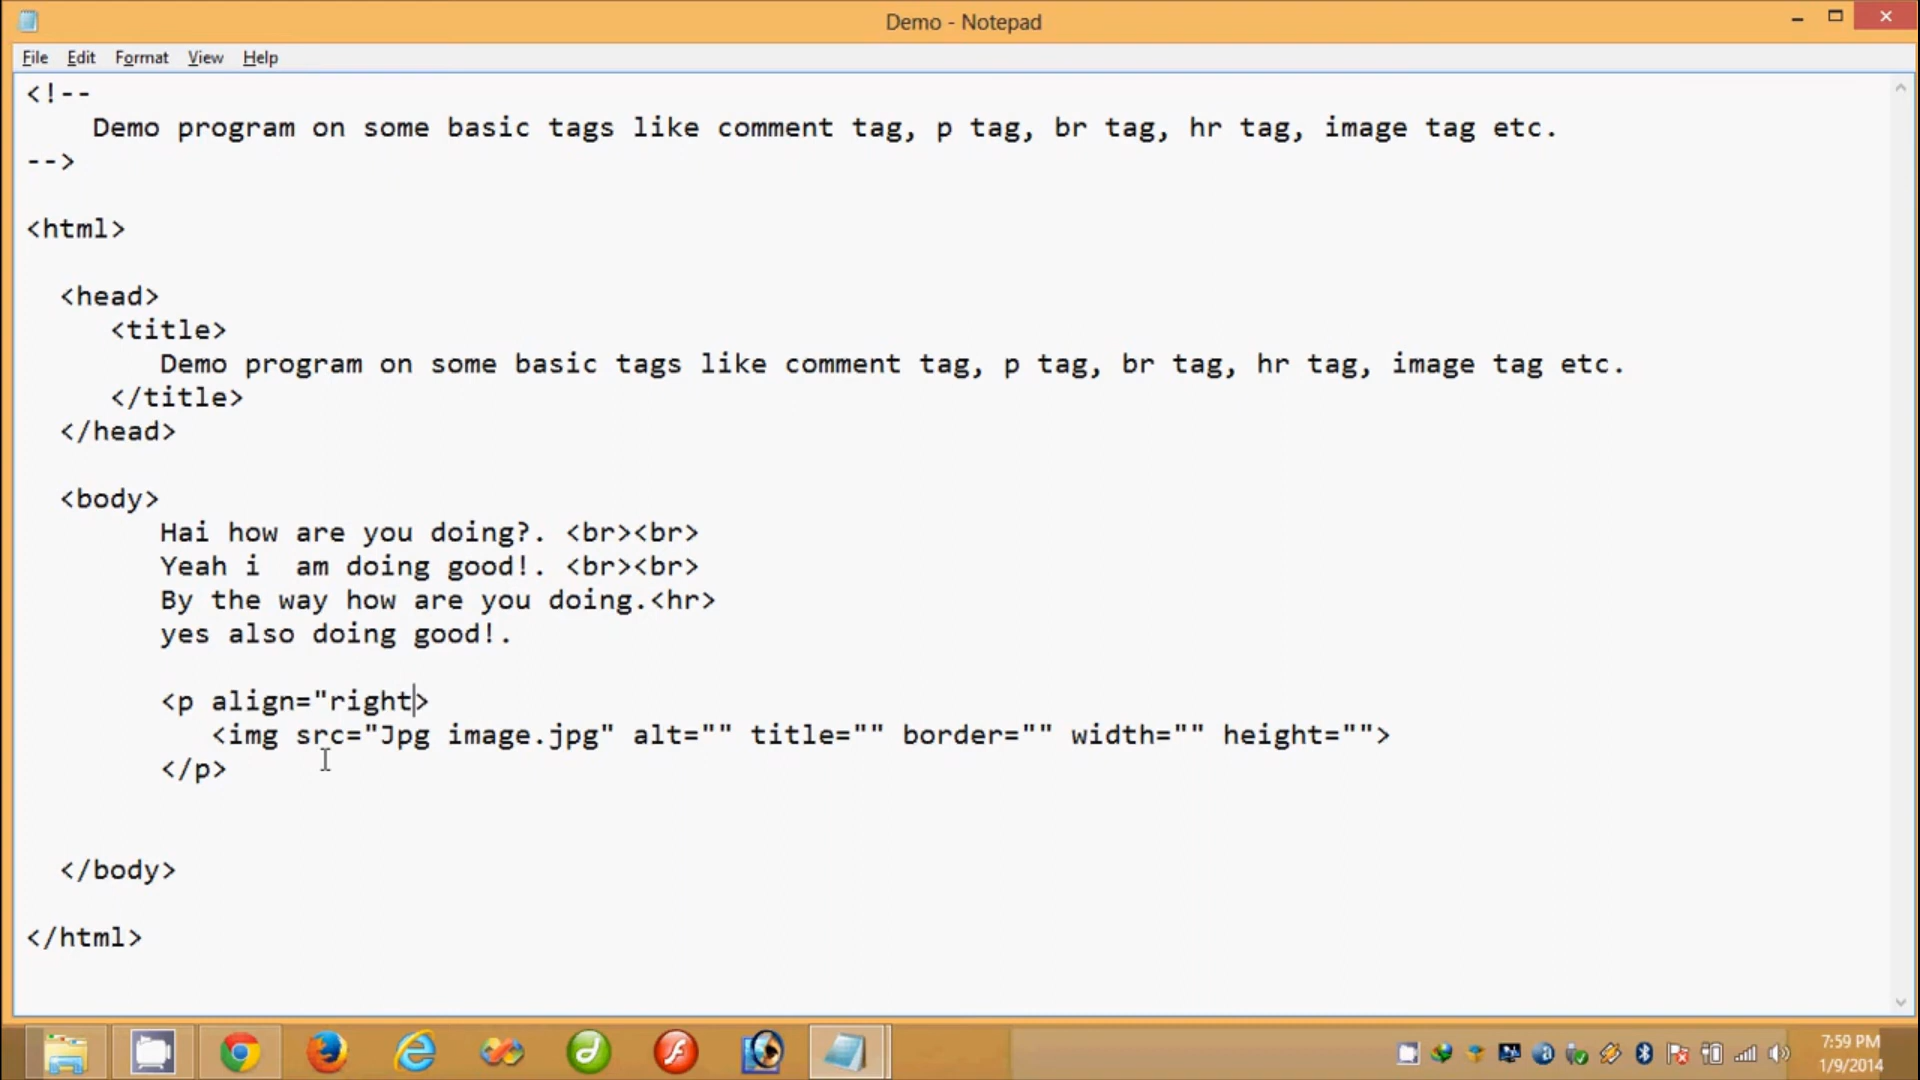 Demo - Notepad
File Edit Format View Help
<!--
Demo program on some basic tags like comment tag, p tag, br tag, hr tag, image tag etc.
-->
<html>
<head>
<title>
Demo program on some basic tags like comment tag, p tag, br tag, hr tag, image tag etc.
</title>
</head>
<body>
Hai how are you doing?. <br><br>
Yeah i  am doing good!. <br><br>
By the way how are you doing.<hr>
yes also doing good!.
<p align="right>
<img src="Jpg image.jpg" alt="" title="" border="" width="" height="">
</p>
</body>
</html>
7:59 PM
1/9/2014